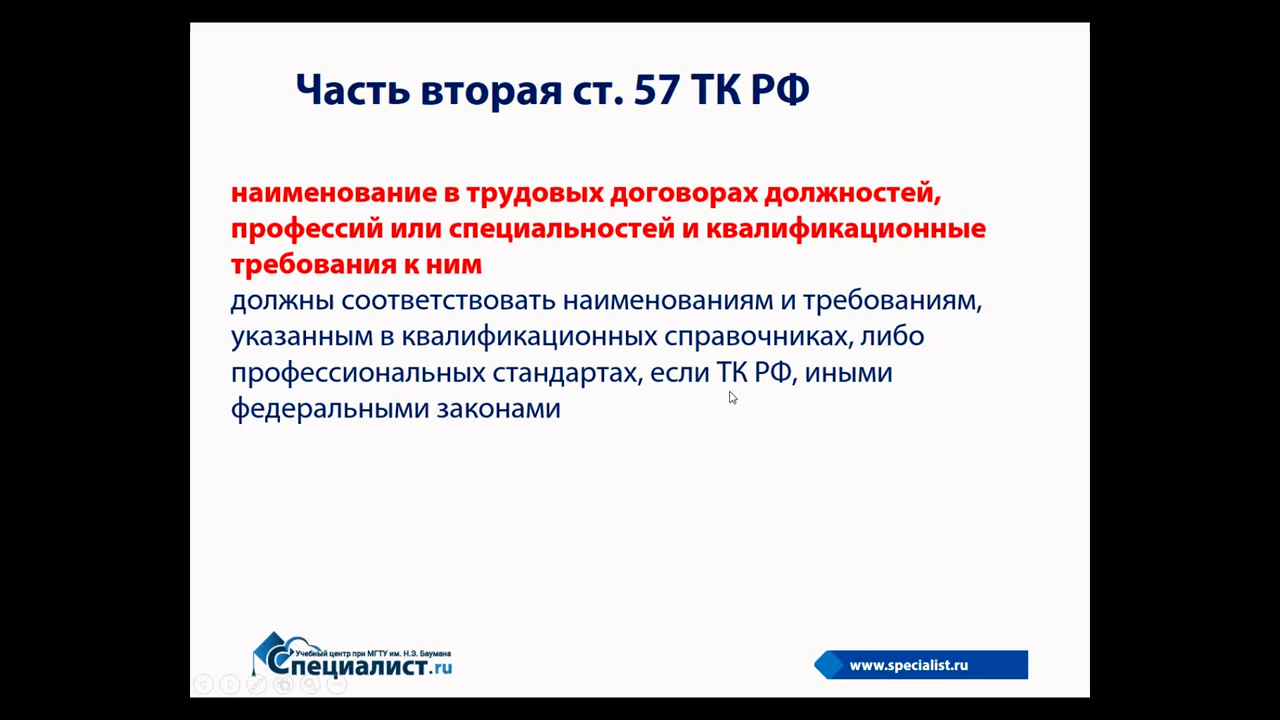 Часть вторая ст. 57 ТК РФ
наименование в трудовых договорах должностей,
профессий или специальностей и квалификационные
требования к ним
должны соответствовать наименованиям и требованиям,
указанным в квалификационных справочниках, либо
профессиональных стандартах, если ТК РФ, иными
федеральными законами
Учебный центр при МГТУ им. Н.Э. Баумана
Специалист.ru
www.specialist.ru